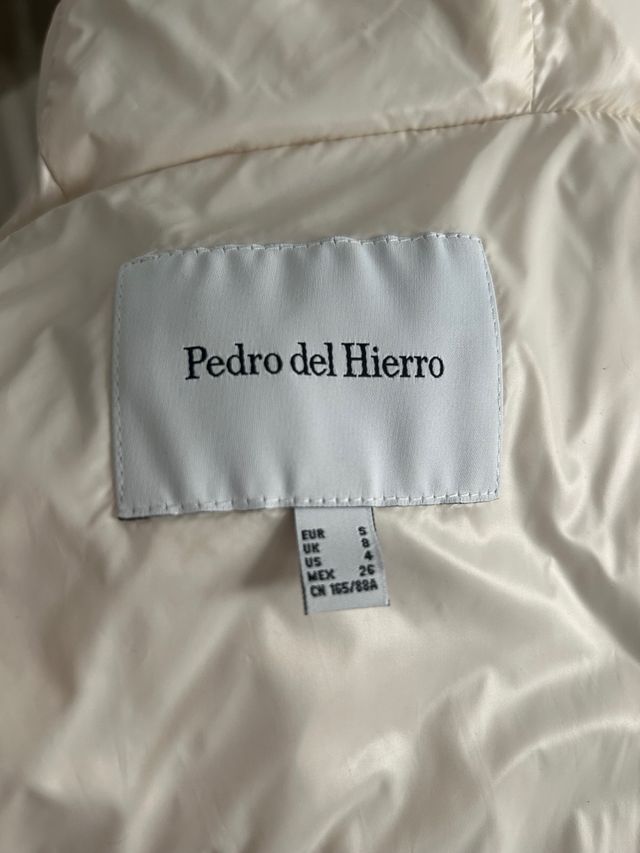 Pedro del Hierro
EUR S
UK 8
US 4
MEX 26
CN 165/88A